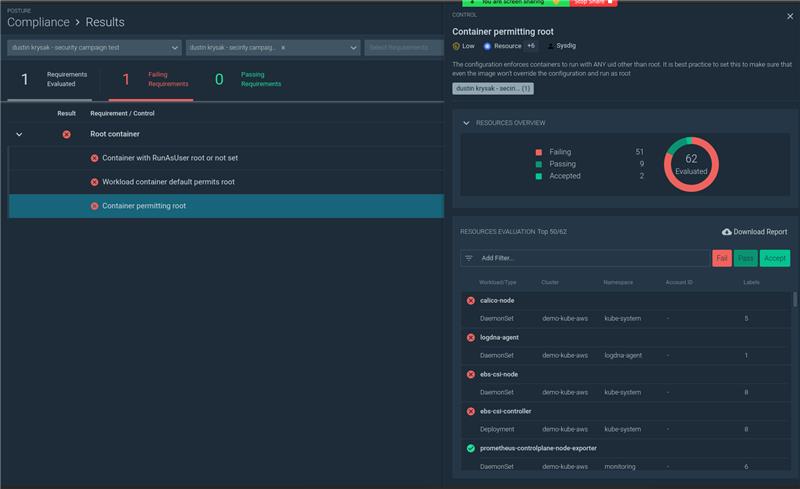 You are screen sharing
Stop Share
POSTURE
Compliance > Results
dustin krysak - security campaign test
dustin krysak - secirity campaig...
Select Requirements
1
Requirements
Evaluated
1
Failing
Requirements
0
Passing
Requirements
Result
Requirement / Control
Root container
Container with RunAsUser root or not set
Workload container default permits root
Container permitting root
CONTROL
Container permitting root
Low
Resource
+6
Sysdig
The configuration enforces containers to run with ANY uid other than root. It is best practice to set this to make sure that
even the image won't override the configuration and run as root
dustin krysak - seciri... (1)
RESOURCES OVERVIEW
Failing 51
Passing 9
Accepted 2
62
Evaluated
RESOURCES EVALUATION Top 50/62
Download Report
Add Filter...
Fail
Pass
Accept
Workload/Type Cluster Namespace Account ID Labels
calico-node
DaemonSet demo-kube-aws kube-system - 5
logdna-agent
DaemonSet demo-kube-aws logdna-agent - 1
ebs-csi-node
DaemonSet demo-kube-aws kube-system - 8
ebs-csi-controller
Deployment demo-kube-aws kube-system - 8
prometheus-controlplane-node-exporter
DaemonSet demo-kube-aws monitoring - 6